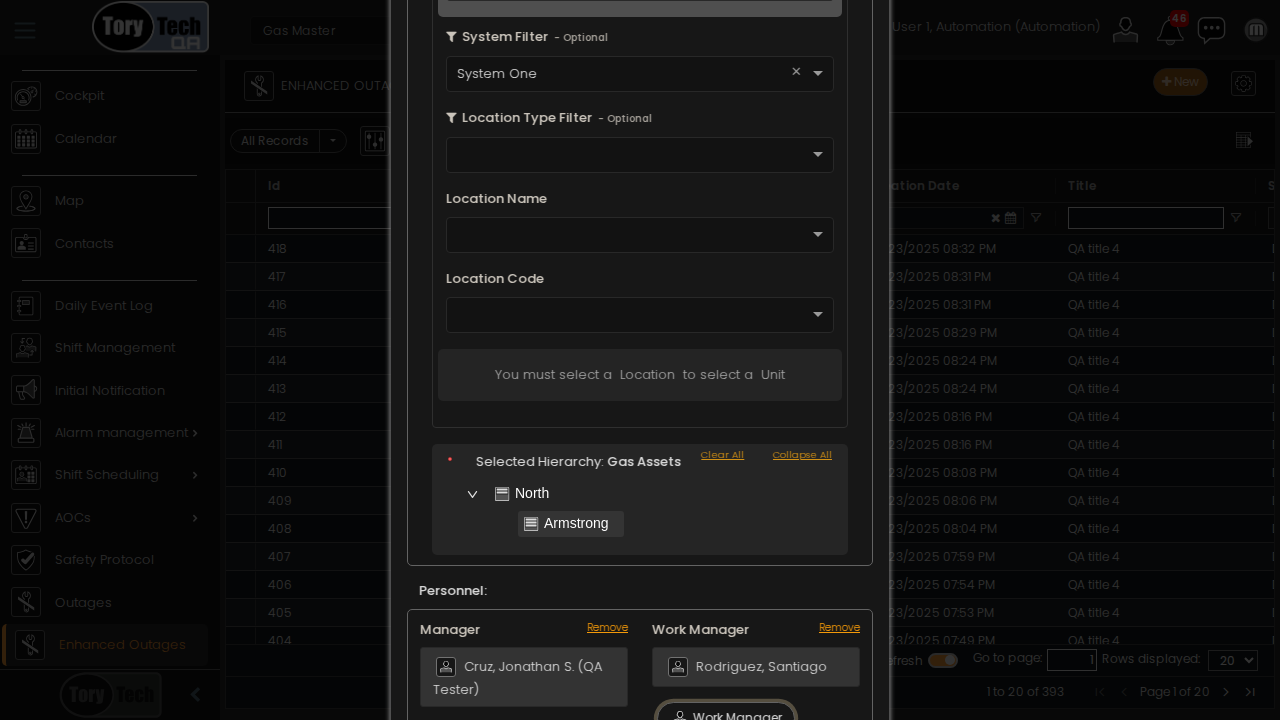 Tory Tech
QA
Gas Master
User 1, Automation (Automation)
46
m
Cockpit
Calendar
Map
Contacts
Daily Event Log
Shift Management
Initial Notification
Alarm management
Shift Scheduling
AOCs
Safety Protocol
Outages
Enhanced Outages
Tory Tech
ENHANCED OUTA
+ New
All Records
Id
ation Date
Title
418 23/2025 08:32 PM QA title 4
417 23/2025 08:31 PM QA title 4
416 23/2025 08:31 PM QA title 4
415 23/2025 08:29 PM QA title 4
414 23/2025 08:24 PM QA title 4
413 23/2025 08:24 PM QA title 4
412 23/2025 08:16 PM QA title 4
411 23/2025 08:16 PM QA title 4
410 23/2025 08:08 PM QA title 4
409 23/2025 08:06 PM QA title 4
408 23/2025 08:04 PM QA title 4
407 23/2025 07:59 PM QA title 4
406 23/2025 07:54 PM QA title 4
405 23/2025 07:53 PM QA title 4
404 23/2025 07:49 PM QA title 4
efresh
Go to page: 1 Rows displayed: 20
1 to 20 of 393 Page 1 of 20
System Filter - Optional
System One ×
Location Type Filter - Optional
Location Name
Location Code
You must select a Location to select a Unit
Selected Hierarchy: Gas Assets Clear All Collapse All
North
Armstrong
Personnel:
Manager Remove
Cruz, Jonathan S. (QA
Tester)
Work Manager Remove
Rodriguez, Santiago
Work Manager